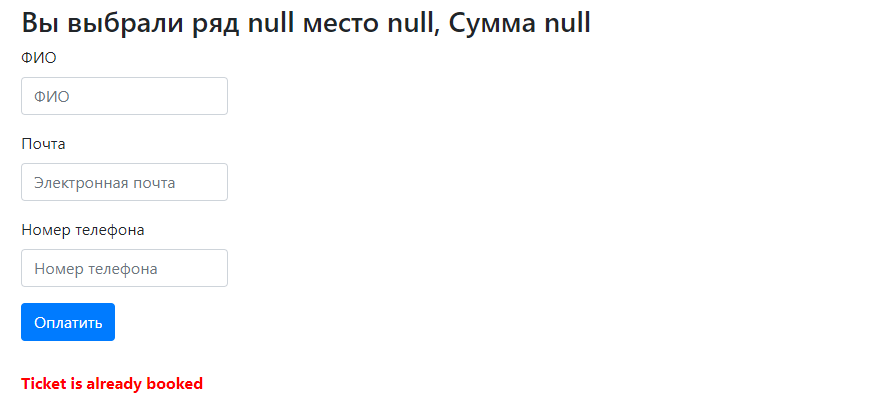 Вы выбрали ряд null место null, Сумма null
ФИО
ФИО
Почта
Электронная почта
Номер телефона
Номер телефона
Оплатить
Ticket is already booked